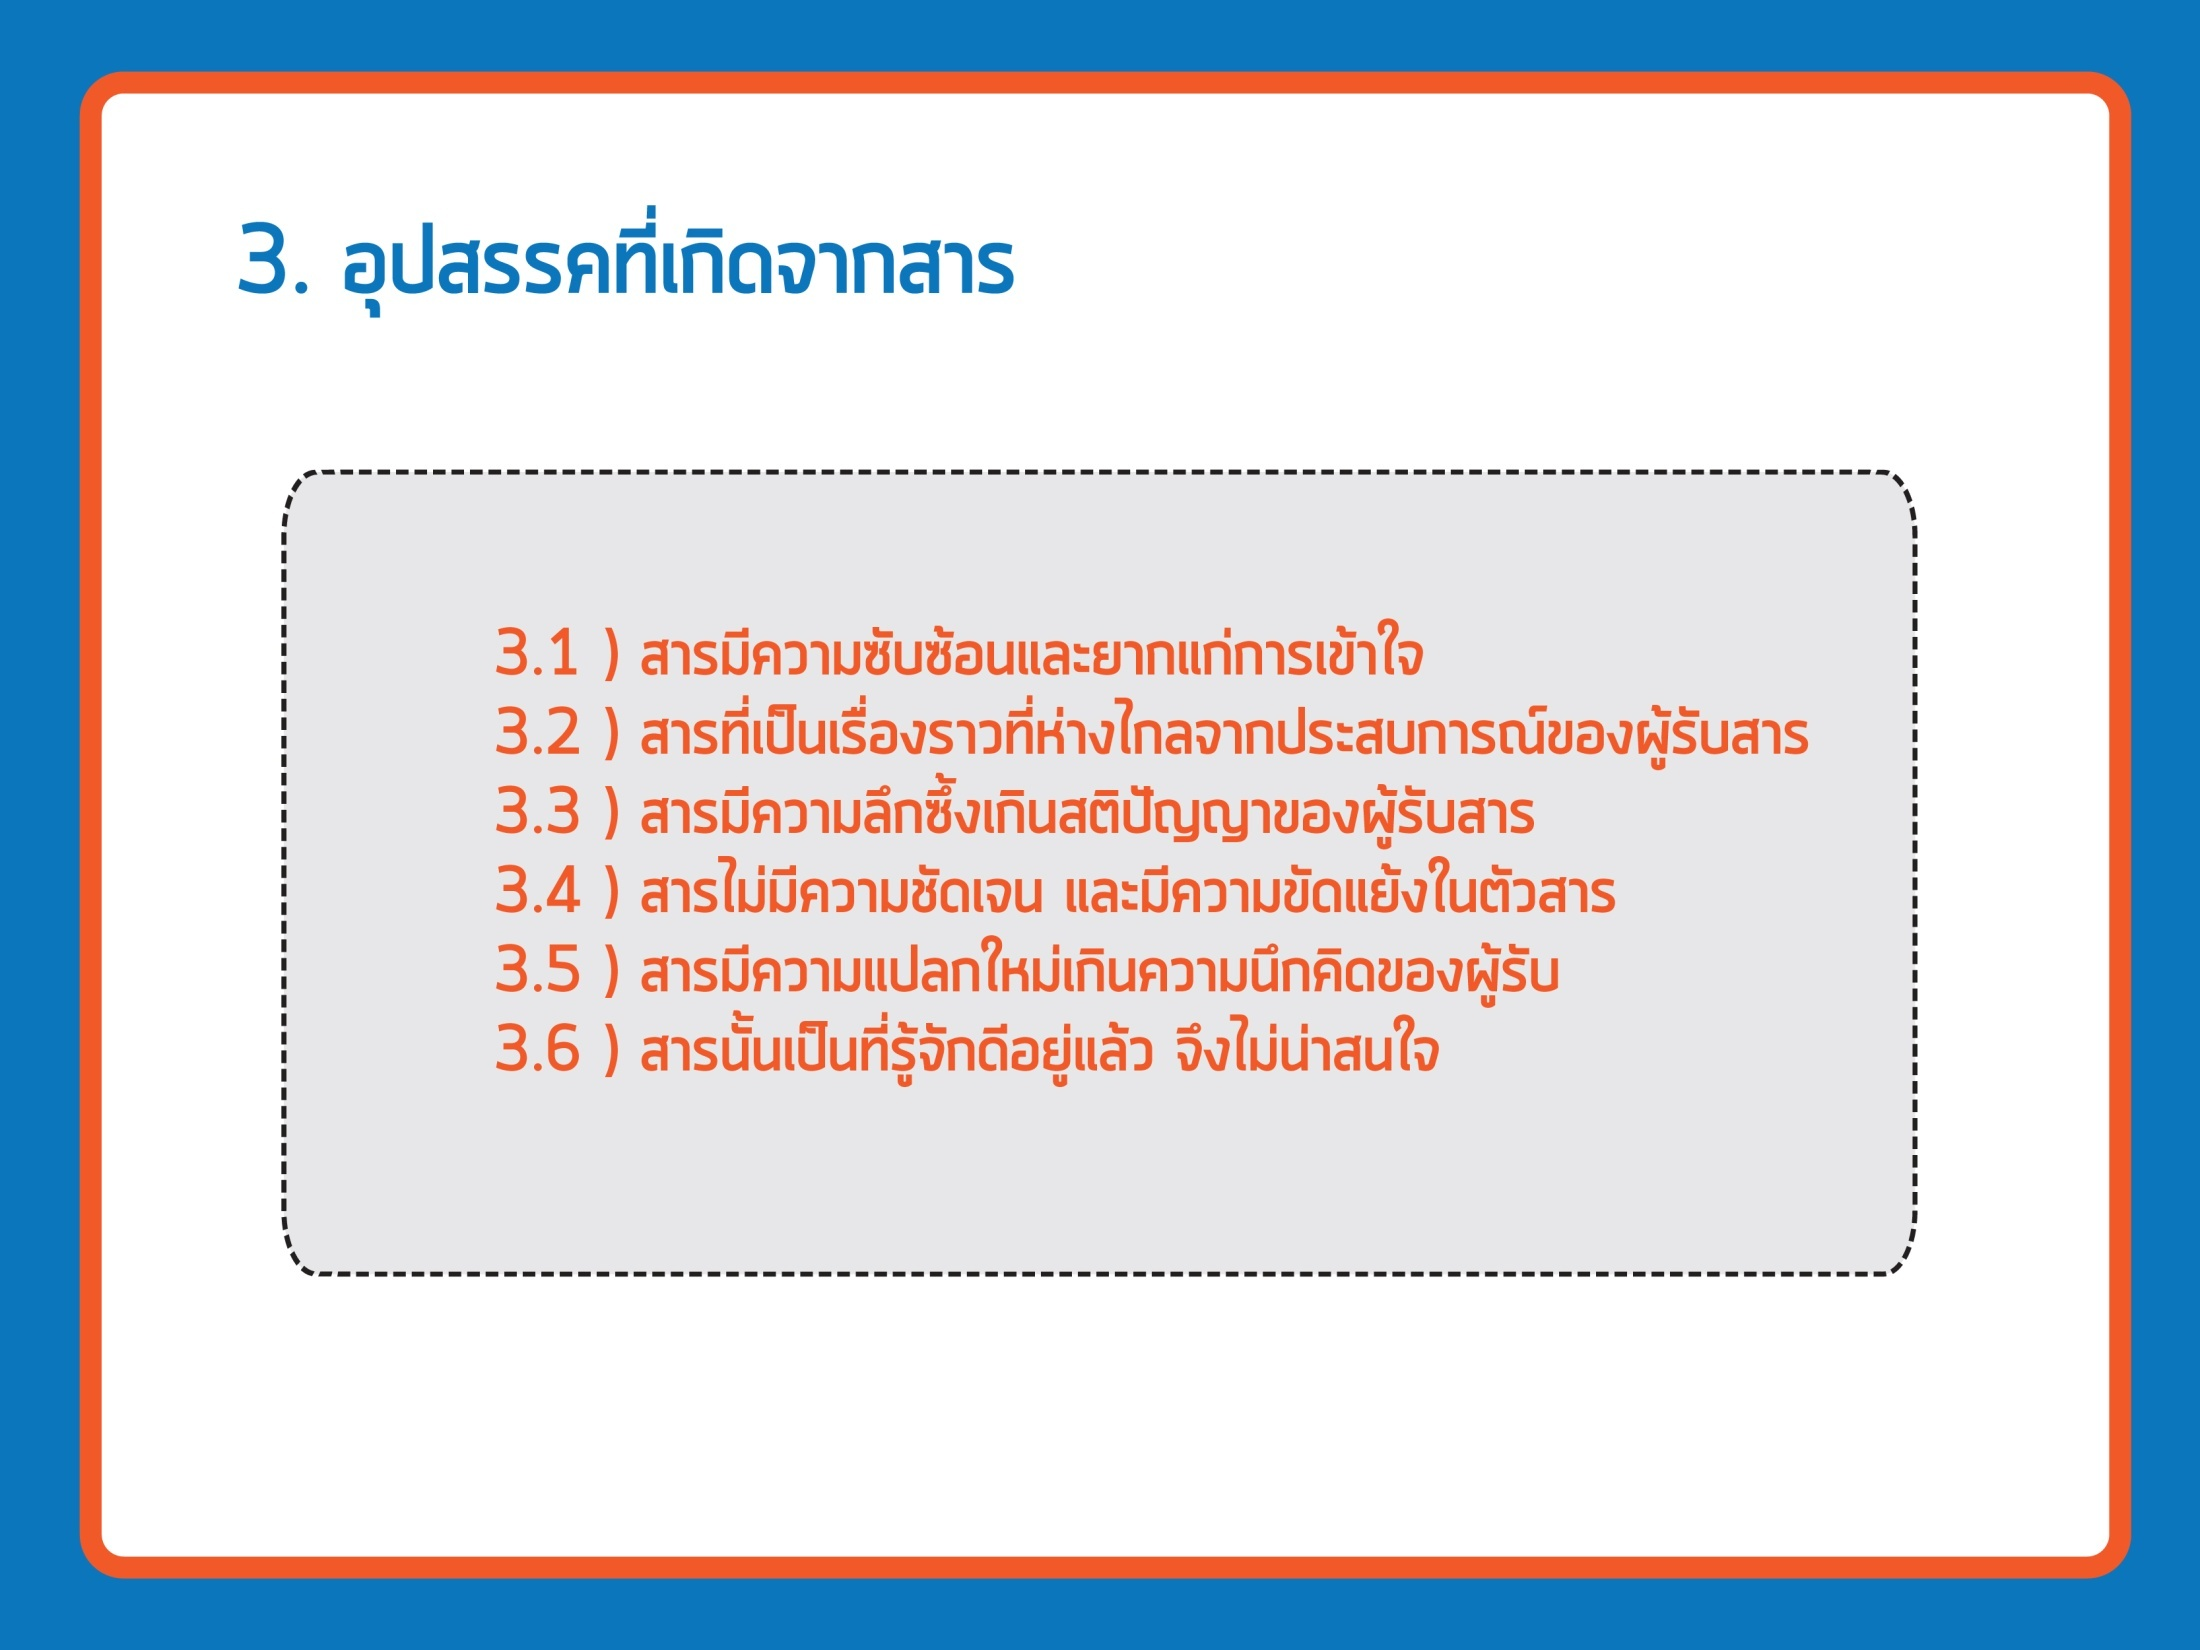 3. อุปสรรคที่เกิดจากสาร
3.1 ) สารมีความซับซ้อนและยากแก่การเข้าใจ
3.2 ) สารที่เป็นเรื่องราวที่ห่างไกลจากประสบการณ์ของผู้รับสาร
3.3 ) สารมีความลึกซึ้งเกินสติปัญญาของผู้รับสาร
3.4 ) สารไม่มีความชัดเจน และมีความขัดแย้งในตัวสาร
3.5 ) สารมีความแปลกใหม่เกินความนึกคิดของผู้รับ
3.6 ) สารนั้นเป็นที่รู้จักดีอยู่แล้ว จึงไม่น่าสนใจ